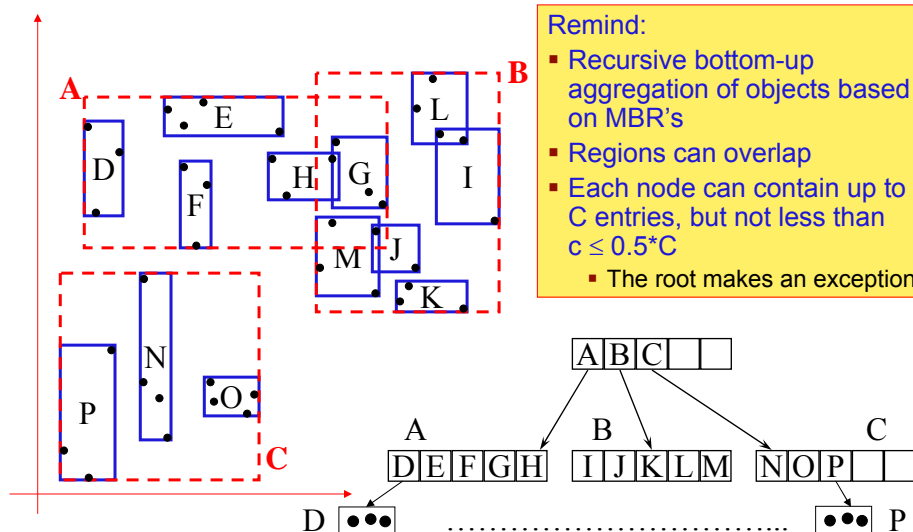 Remind:
▪ Recursive bottom-up
aggregation of objects based
on MBR's
▪ Regions can overlap
▪ Each node can contain up to
C entries, but not less than
c ≤ 0.5*C
▪ The root makes an exception
A
B
E
L
D
H
G
I
F
M
J
K
N
P
O
C
A B C
A
B
C
D E F G H
I J K L M
N O P
D
.................................
P